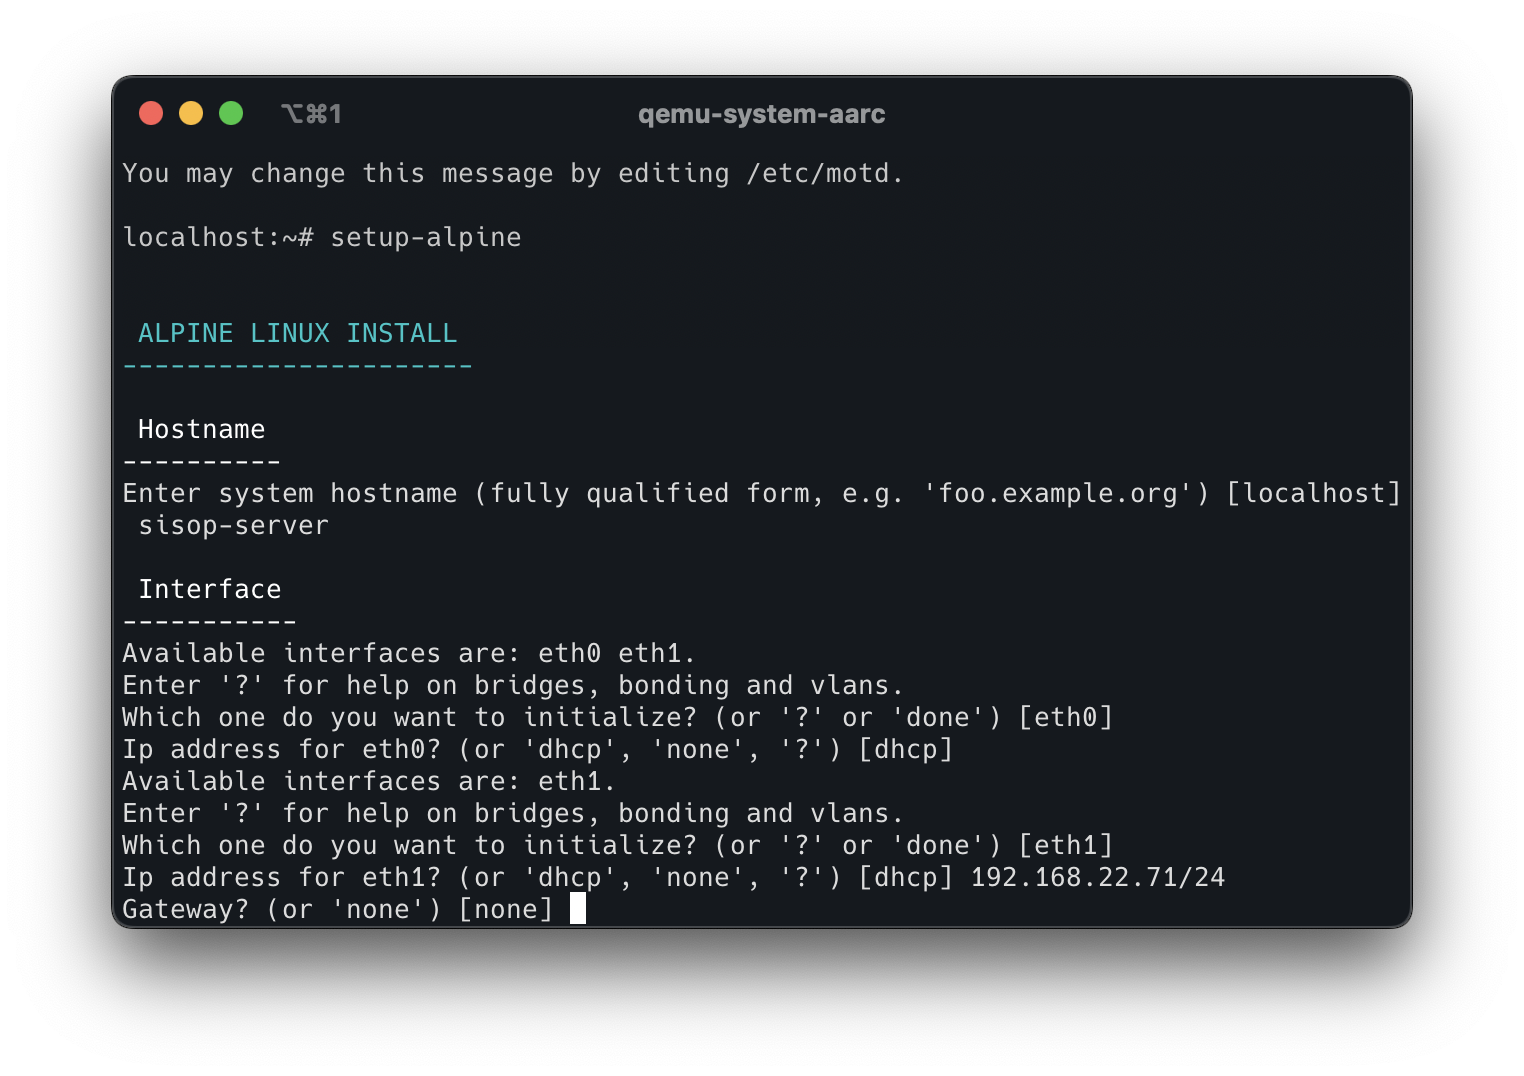 ⌥⌘1
qemu-system-aarc
You may change this message by editing /etc/motd.
localhost:~# setup-alpine
ALPINE LINUX INSTALL
----------------------
Hostname
----------
Enter system hostname (fully qualified form, e.g. 'foo.example.org') [localhost]
sisop-server
Interface
-----------
Available interfaces are: eth0 eth1.
Enter '?' for help on bridges, bonding and vlans.
Which one do you want to initialize? (or '?' or 'done') [eth0]
Ip address for eth0? (or 'dhcp', 'none', '?') [dhcp]
Available interfaces are: eth1.
Enter '?' for help on bridges, bonding and vlans.
Which one do you want to initialize? (or '?' or 'done') [eth1]
Ip address for eth1? (or 'dhcp', 'none', '?') [dhcp] 192.168.22.71/24
Gateway? (or 'none') [none]